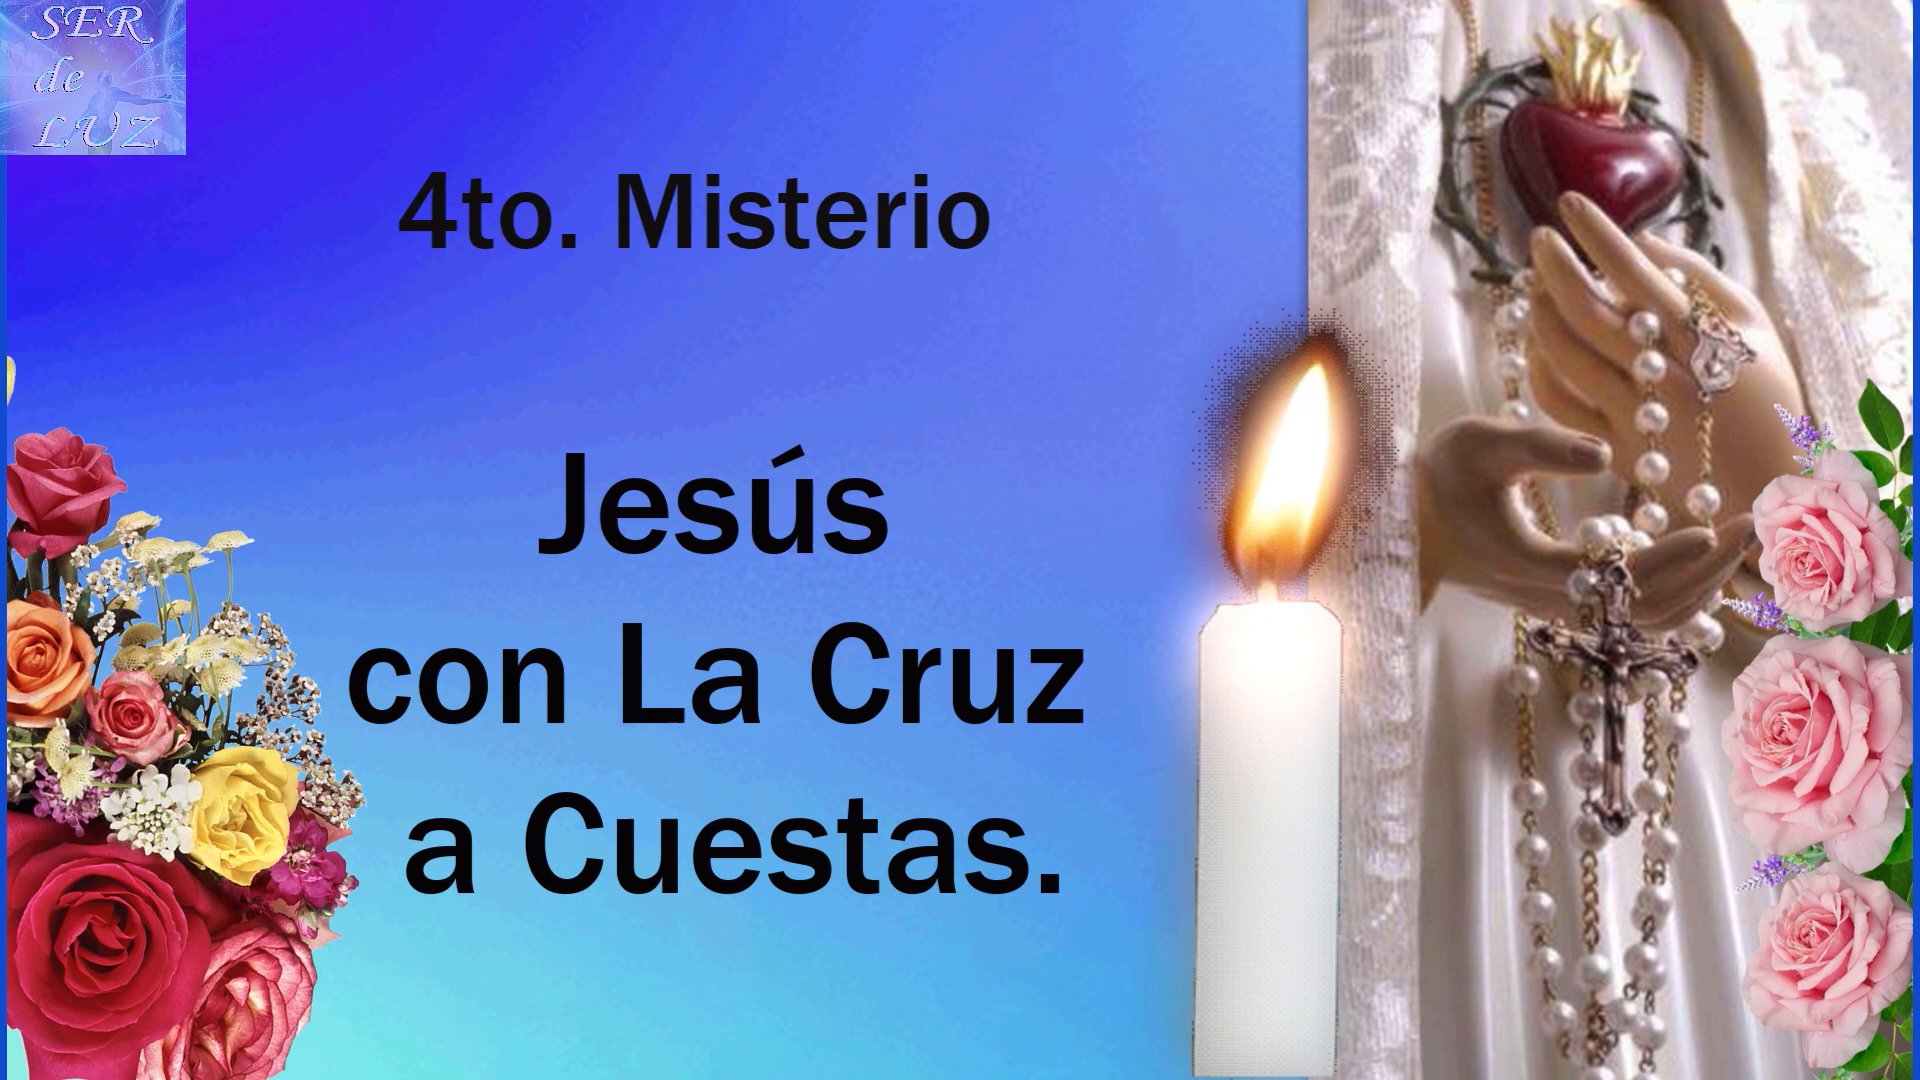 SER
de
LUZ
4to. Misterio
Jesús
con La Cruz
a Cuestas.